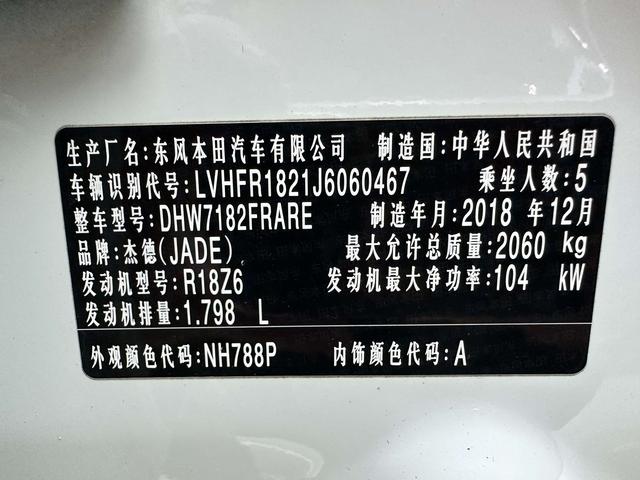 生产厂名:东风本田汽车有限公司 制造国:中华人民共和国
车辆识别代号:LVHFR1821J6060467 乘坐人数:5
整车型号:DHW7182FRARE 制造年月:2018 年12月
品牌:杰德(JADE) 最大允许总质量:2060 kg
发动机型号:R18Z6 发动机最大净功率:104 kW
发动机排量:1.798 L
外观颜色代码:NH788P 内饰颜色代码:A